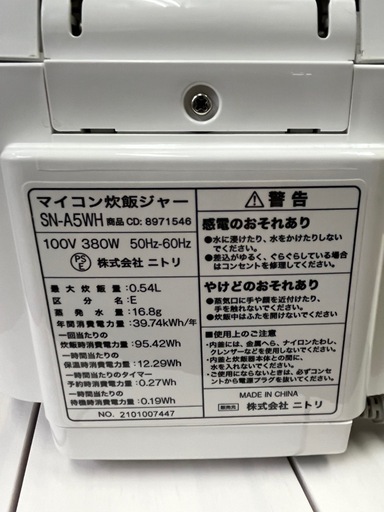 マイコン炊飯ジャー
SN-A5WH 商品CD: 8971546
100V 380W 50Hz-60Hz
PSE 株式会社 ニトリ
最大炊飯量: 0.54L
区分名: E
蒸発水量: 16.8g
年間消費電力量: 39.74kWh/年
一回当たりの
炊飯時消費電力量: 95.42Wh
一時間当たりの
保温時消費電力量: 12.29Wh
一時間当たりのタイマー
予約時消費電力量: 0.27Wh
一時間当たりの
待機時消費電力量: 0.19Wh
NO. 2101007447
警告
感電のおそれあり
●水に浸けたり、水をかけたりしない
でください。
●差込がゆるく、ぐらぐらしている場合
はコンセントを修理してください。
やけどのおそれあり
●蒸気口に手や顔を近付けたり、
手を触れないでください。
●炊飯中はふたを開けないでください。
■使用上のご注意
・内釜には、金属へら、ナイロンたわし、
クレンザーなどを使用しないでください。
・内釜と炊飯器本体との間に、
水を入れないでください。
・ご使用にならないときは、必ずコンセ
ントから電源プラグを抜いてください。
MADE IN CHINA
販売元 株式会社 ニトリ